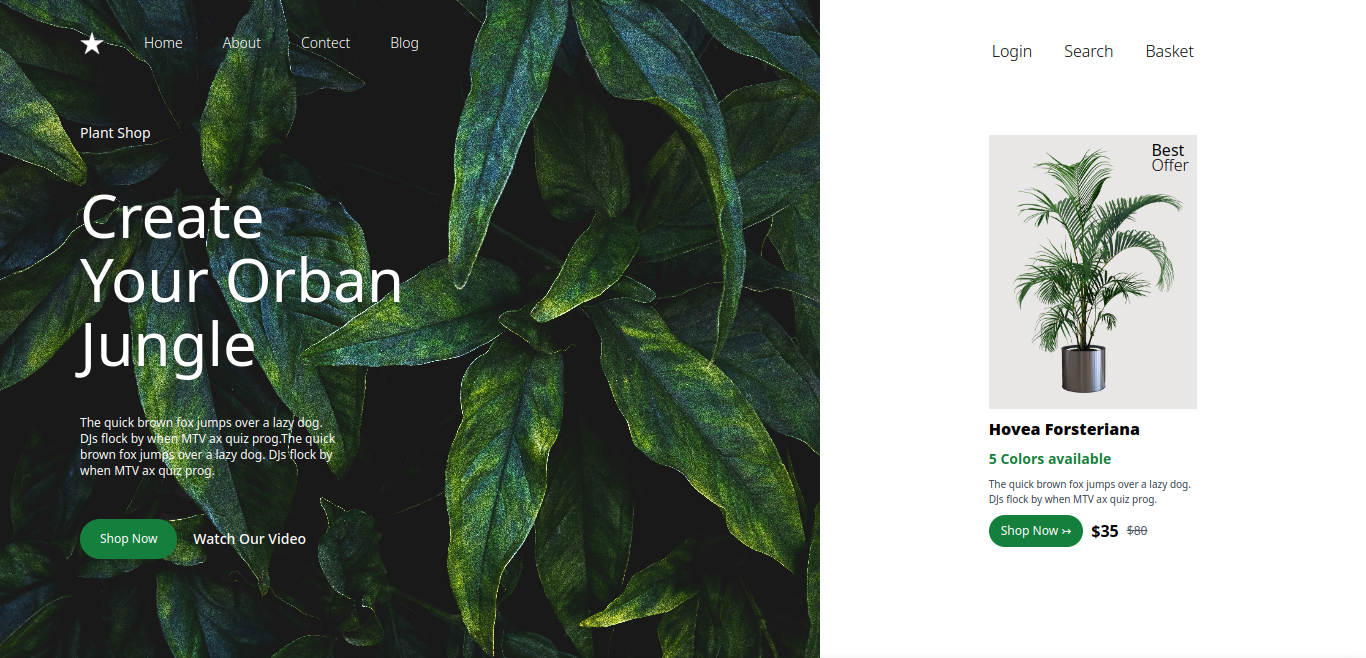 Home About Contect Blog
Plant Shop
Create
Your Orban
Jungle
The quick brown fox jumps over a lazy dog.
DJs flock by when MTV ax quiz prog.The quick
brown fox jumps over a lazy dog. DJs flock by
when MTV ax quiz prog.
Shop Now Watch Our Video
Login Search Basket
Best
Offer
Hovea Forsteriana
5 Colors available
The quick brown fox jumps over a lazy dog.
DJs flock by when MTV ax quiz prog.
Shop Now ↣ $35 $80